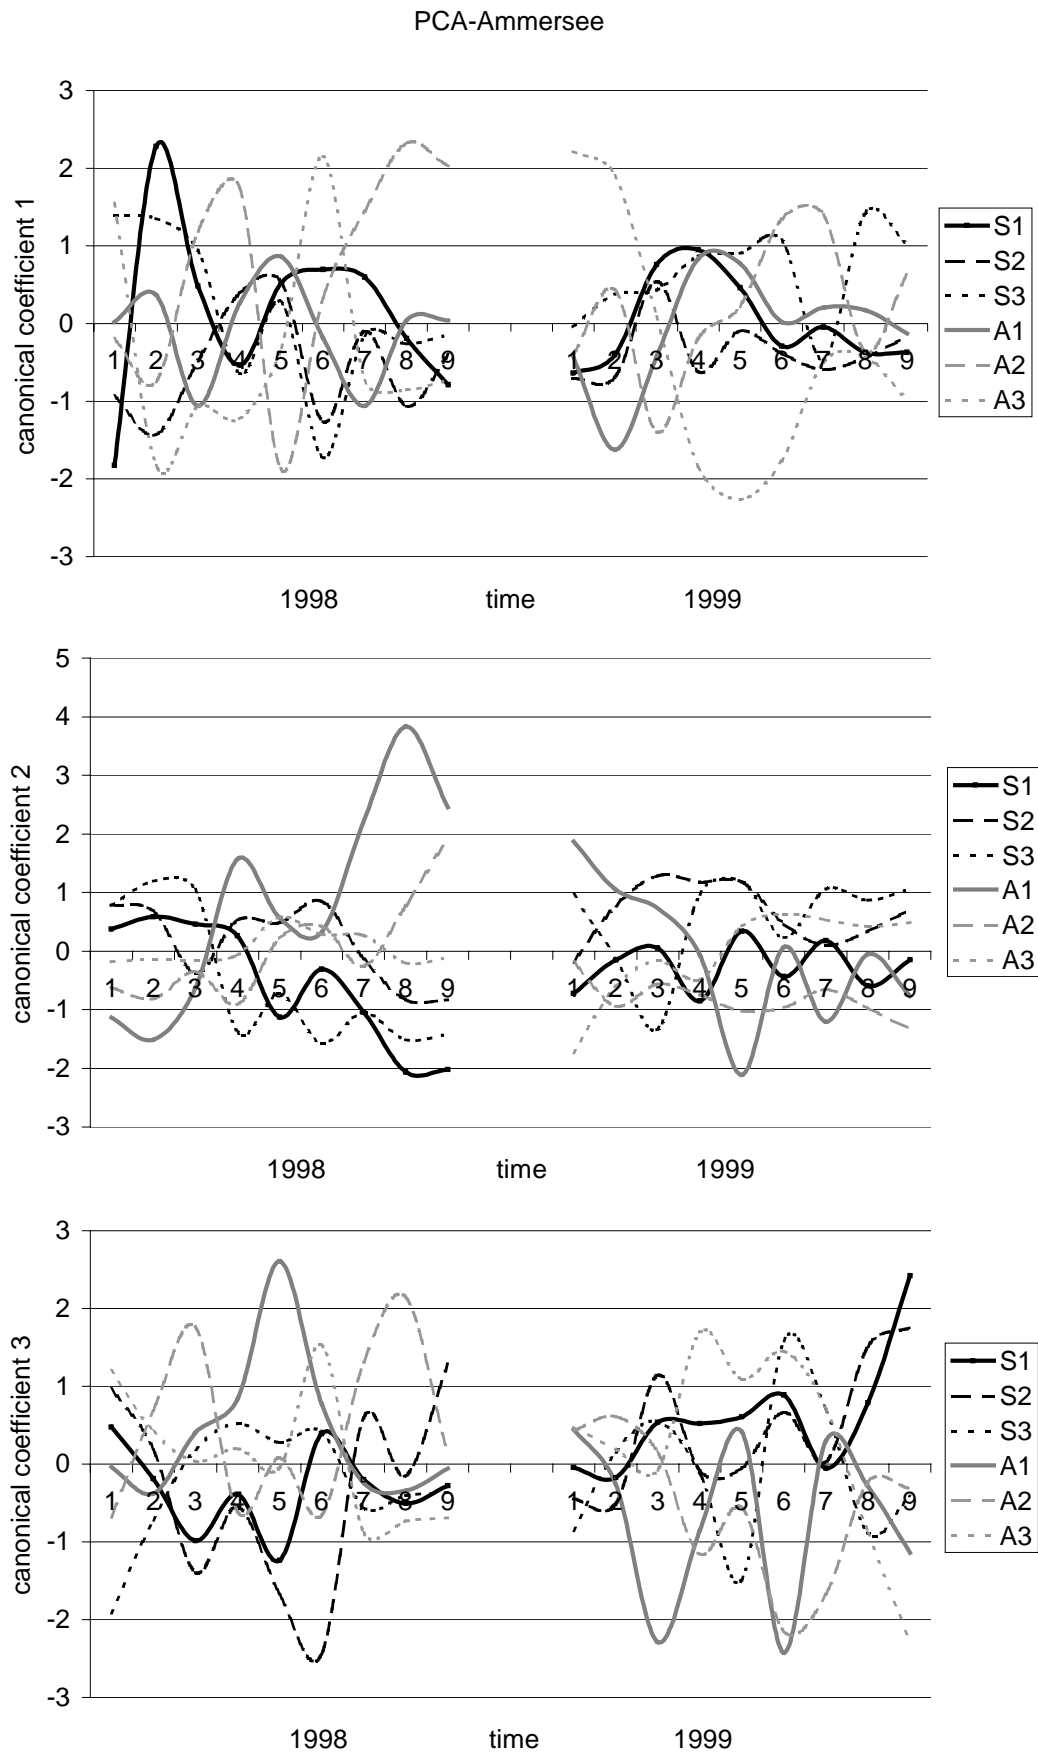 PCA-Ammersee
canonical coefficient 1
3
2
1
0
-1
-2
-3
1 2 3 4 5 6 7 8 9 1 2 3 4 5 6 7 8 9
1998 time 1999
S1
S2
S3
A1
A2
A3
canonical coefficient 2
5
4
3
2
1
0
-1
-2
-3
1 2 3 4 5 6 7 8 9 1 2 3 4 5 6 7 8 9
1998 time 1999
S1
S2
S3
A1
A2
A3
canonical coefficient 3
3
2
1
0
-1
-2
-3
1 2 3 4 5 6 7 8 9 1 2 3 4 5 6 7 8 9
1998 time 1999
S1
S2
S3
A1
A2
A3